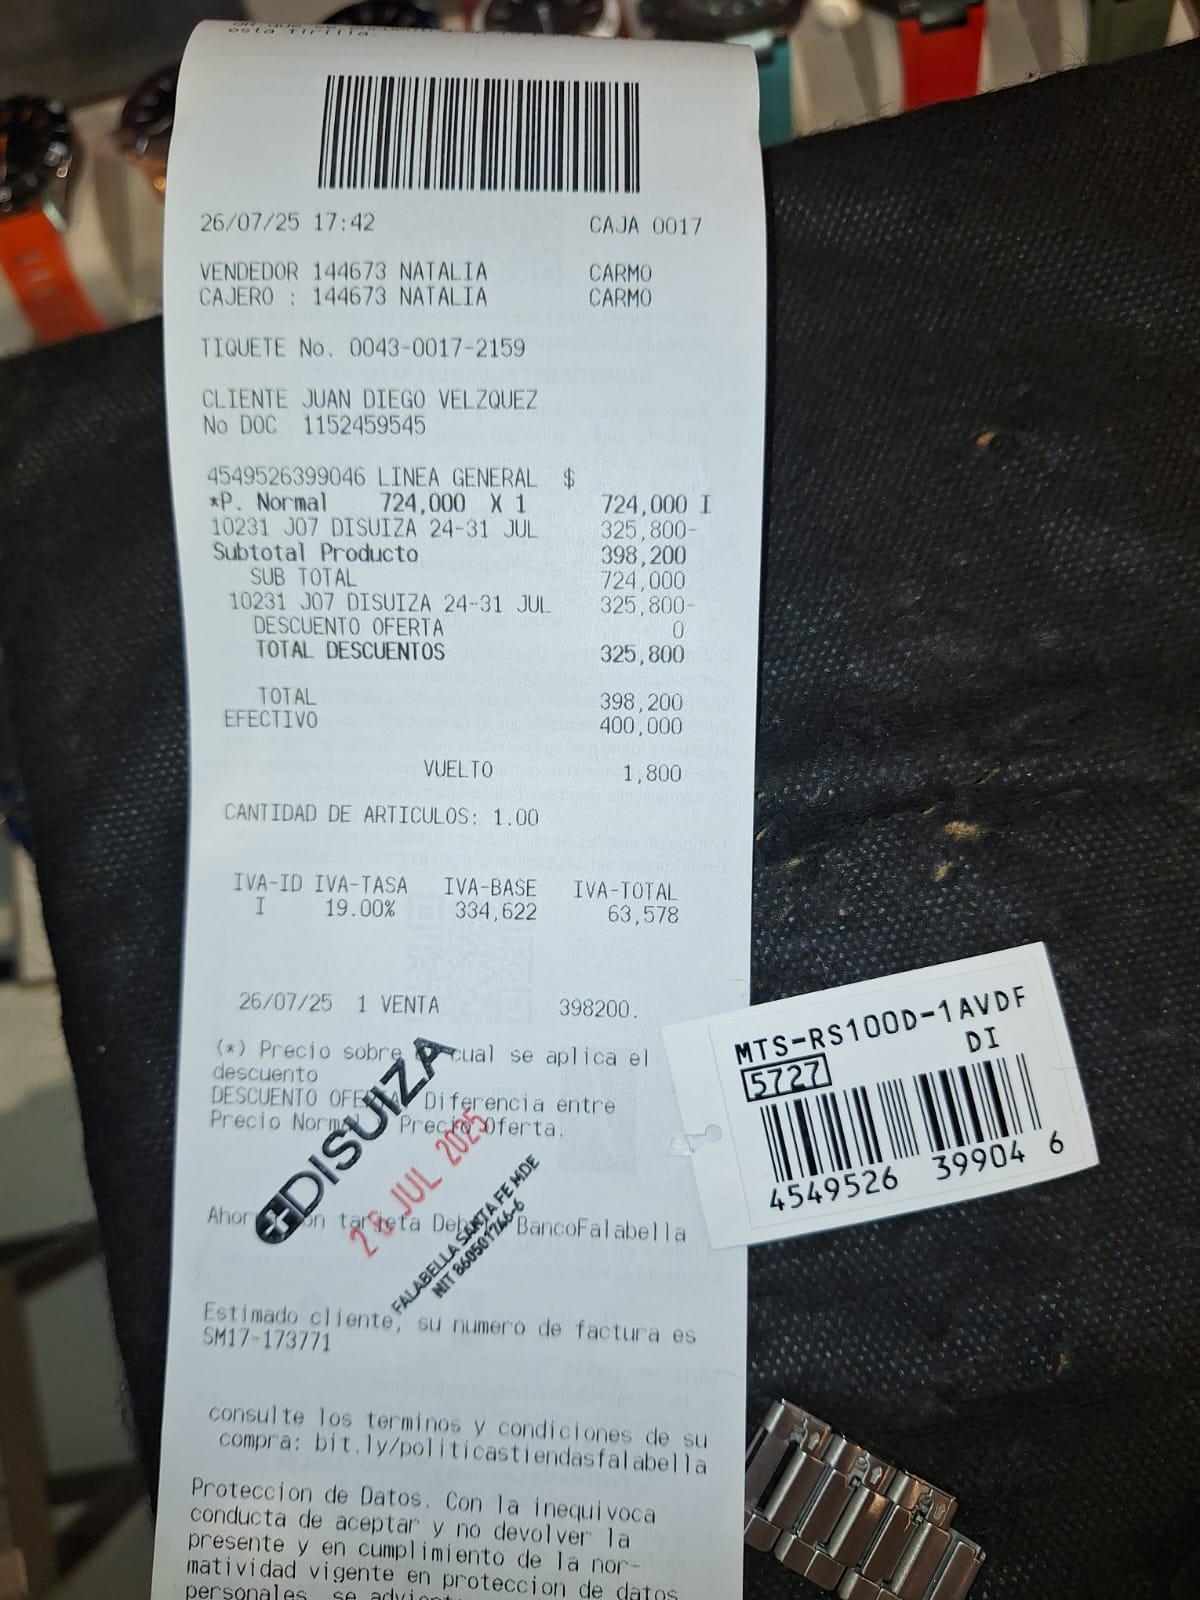 esta tirilla.
26/07/25 17:42 CAJA 0017
VENDEDOR 144673 NATALIA CARMO
CAJERO : 144673 NATALIA CARMO
TIQUETE No. 0043-0017-2159
CLIENTE JUAN DIEGO VELZQUEZ
No DOC 1152459545
4549526399046 LINEA GENERAL $
*P. Normal 724,000 X 1 724,000 I
10231 J07 DISUIZA 24-31 JUL 325,800-
Subtotal Producto 398,200
SUB TOTAL 724,000
10231 J07 DISUIZA 24-31 JUL 325,800-
DESCUENTO OFERTA 0
TOTAL DESCUENTOS 325,800
TOTAL 398,200
EFECTIVO 400,000
VUELTO 1,800
CANTIDAD DE ARTICULOS: 1.00
IVA-ID IVA-TASA IVA-BASE IVA-TOTAL
I 19.00% 334,622 63,578
26/07/25 1 VENTA 398200.
(*) Precio sobre cual se aplica el
descuento
DESCUENTO Diferencia entre
Precio Precio Oferta.
DISUIZA
JUL 2025
FALABELLA SANTA FE MDE
NIT 860501746-6
tarjeta BancoFalabella
Estimado cliente, su numero de factura es
SM17-173771
consulte los terminos y condiciones de su
compra: bit.ly/politicastiendasfalabella
Proteccion de Datos. Con la inequivoca
conducta de aceptar y no devolver la
presente y en cumplimiento de la nor-
matividad vigente en proteccion de datos
personales, se
MTS-RS100D-1AVDF
DI
5727
4549526 39904 6